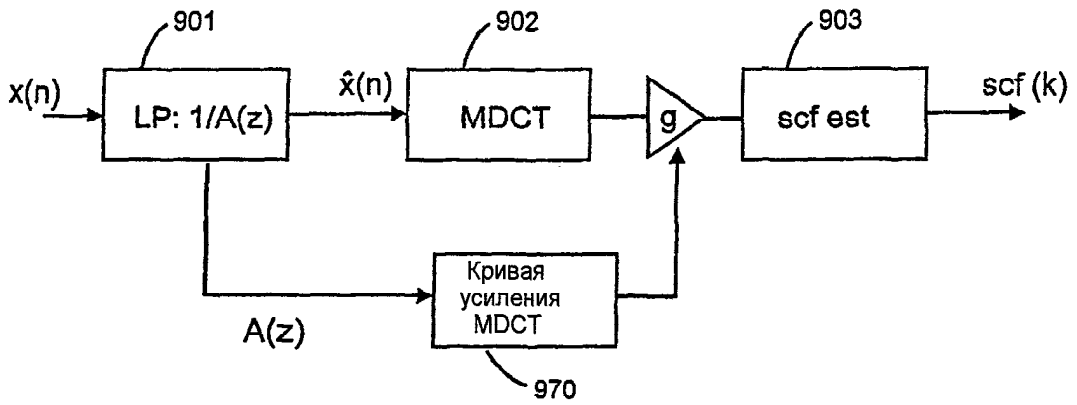 901
902
903
x(n)
LP: 1/A(z)
x̂(n)
MDCT
g
scf est
scf (k)
A(z)
Кривая
усиления
MDCT
970